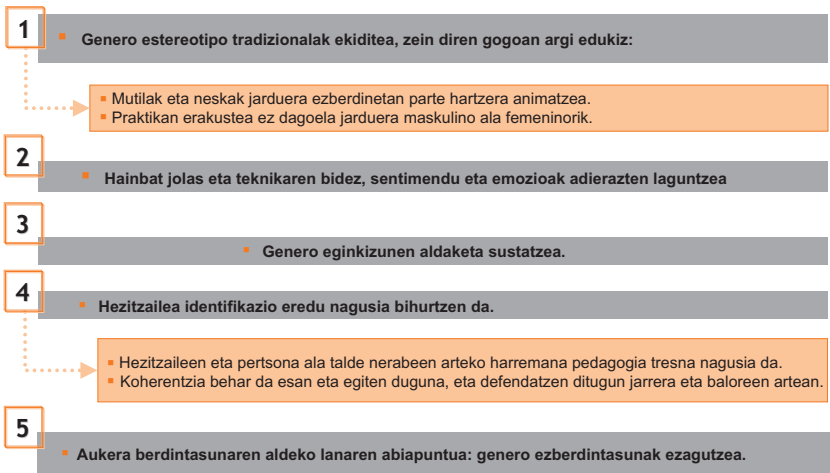 1
▪ Genero estereotipo tradizionalak ekiditea, zein diren gogoan argi edukiz:
▪ Mutilak eta neskak jarduera ezberdinetan parte hartzera animatzea.
▪ Praktikan erakustea ez dagoela jarduera maskulino ala femeninorik.
2
▪ Hainbat jolas eta teknikaren bidez, sentimendu eta emozioak adierazten laguntzea
3
▪ Genero eginkizunen aldaketa sustatzea.
4
▪ Hezitzailea identifikazio eredu nagusia bihurtzen da.
▪ Hezitzaileen eta pertsona ala talde nerabeen arteko harremana pedagogia tresna nagusia da.
▪ Koherentzia behar da esan eta egiten duguna, eta defendatzen ditugun jarrera eta baloreen artean.
5
▪ Aukera berdintasunaren aldeko lanaren abiapuntua: genero ezberdintasunak ezagutzea.